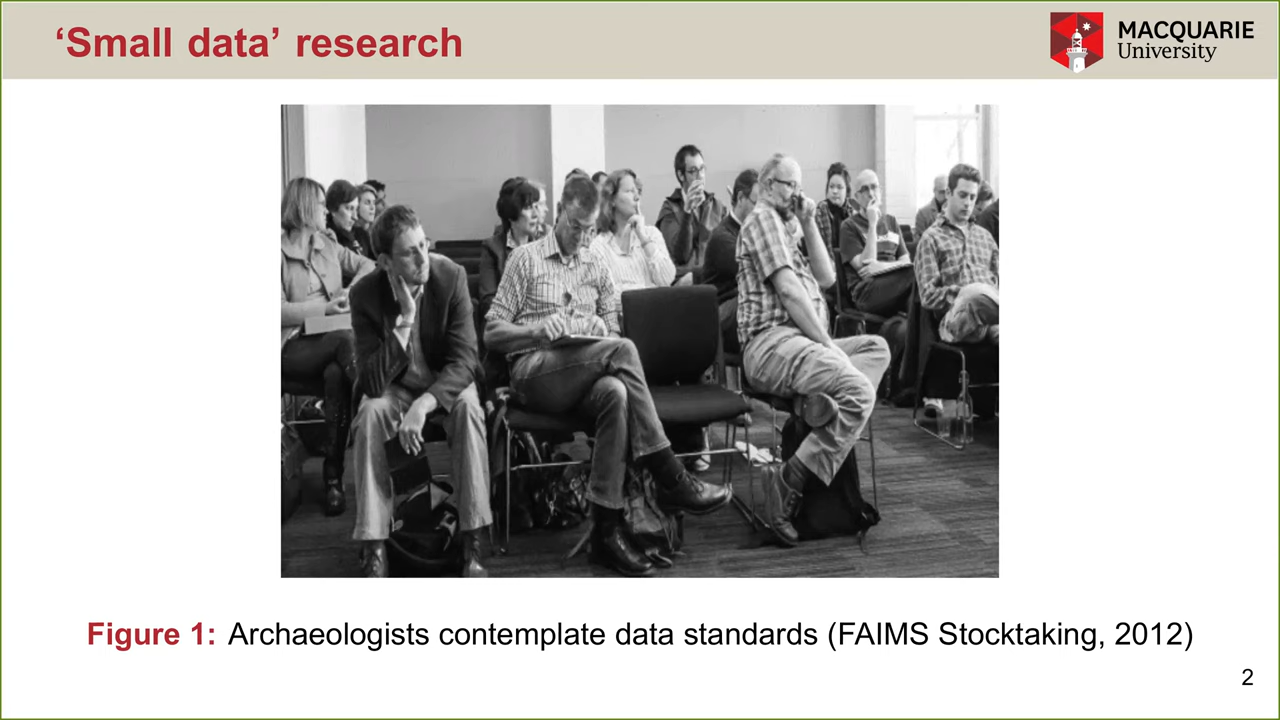 ‘Small data’ research
MACQUARIE
University
Figure 1: Archaeologists contemplate data standards (FAIMS Stocktaking, 2012)
2